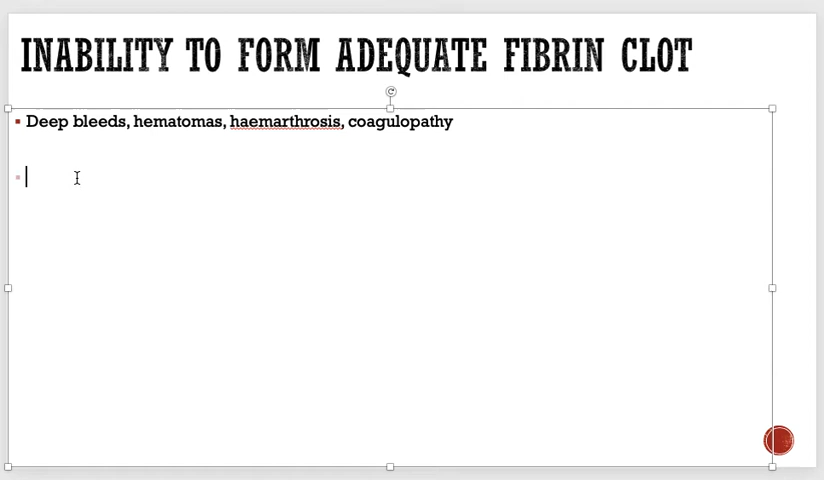 INABILITY TO FORM ADEQUATE FIBRIN CLOT
Deep bleeds, hematomas, haemarthrosis, coagulopathy